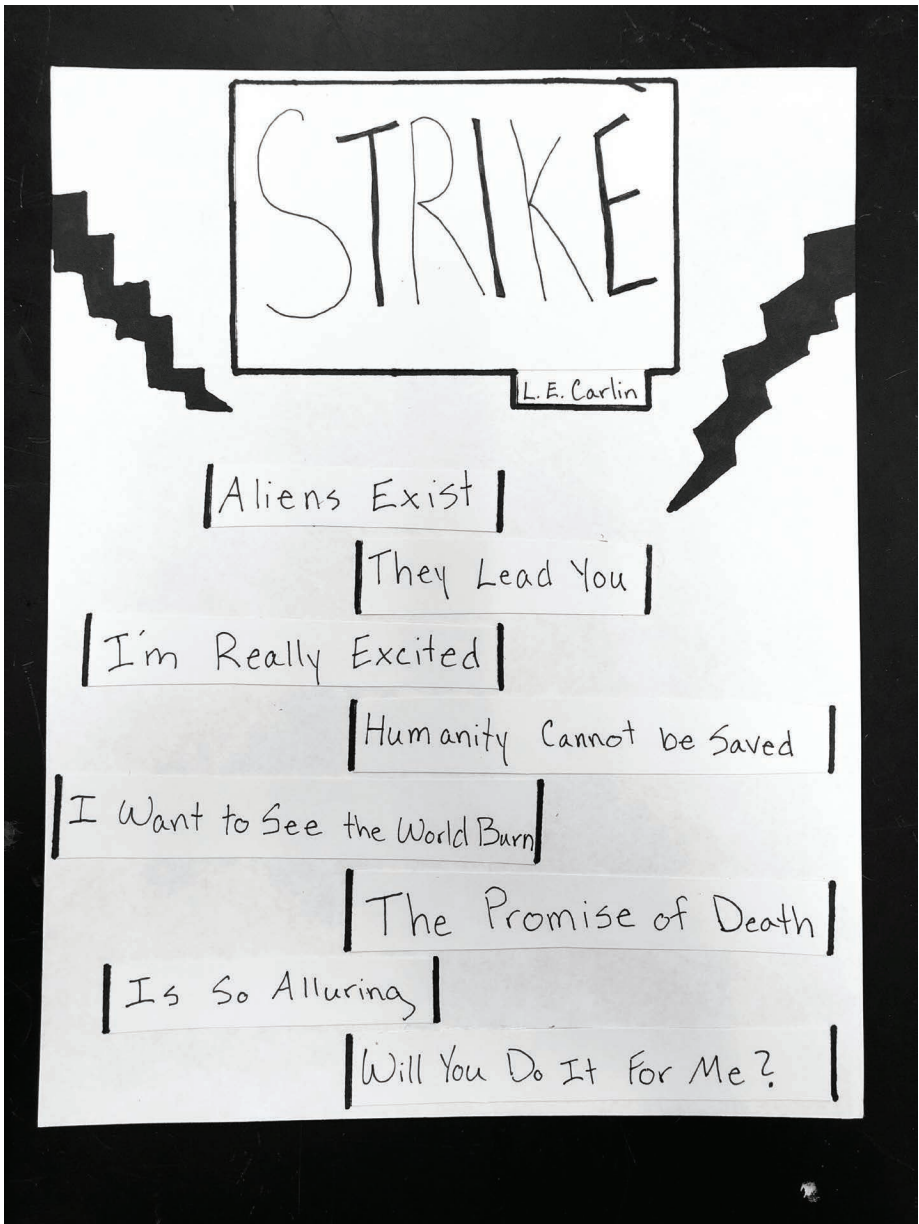 STRIKE
L.E. Carlin
Aliens Exist
They Lead You
I'm Really Excited
Humanity Cannot be Saved
I Want to See the World Burn
The Promise of Death
Is So Alluring
Will You Do It For Me?